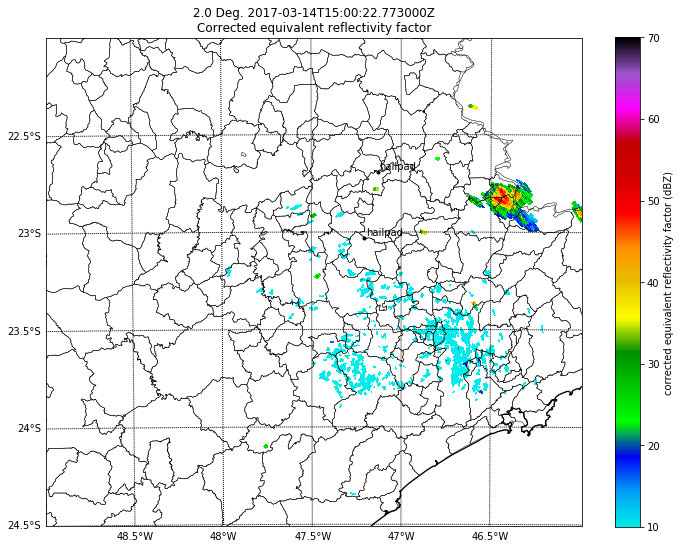 2.0 Deg. 2017-03-14T15:00:22.773000Z
Corrected equivalent reflectivity factor
70
60
50
40
30
20
10
corrected equivalent reflectivity factor (dBZ)
22.5°S
23°S
23.5°S
24°S
24.5°S
hailpad
hailpad
48.5°W
48°W
47.5°W
47°W
46.5°W